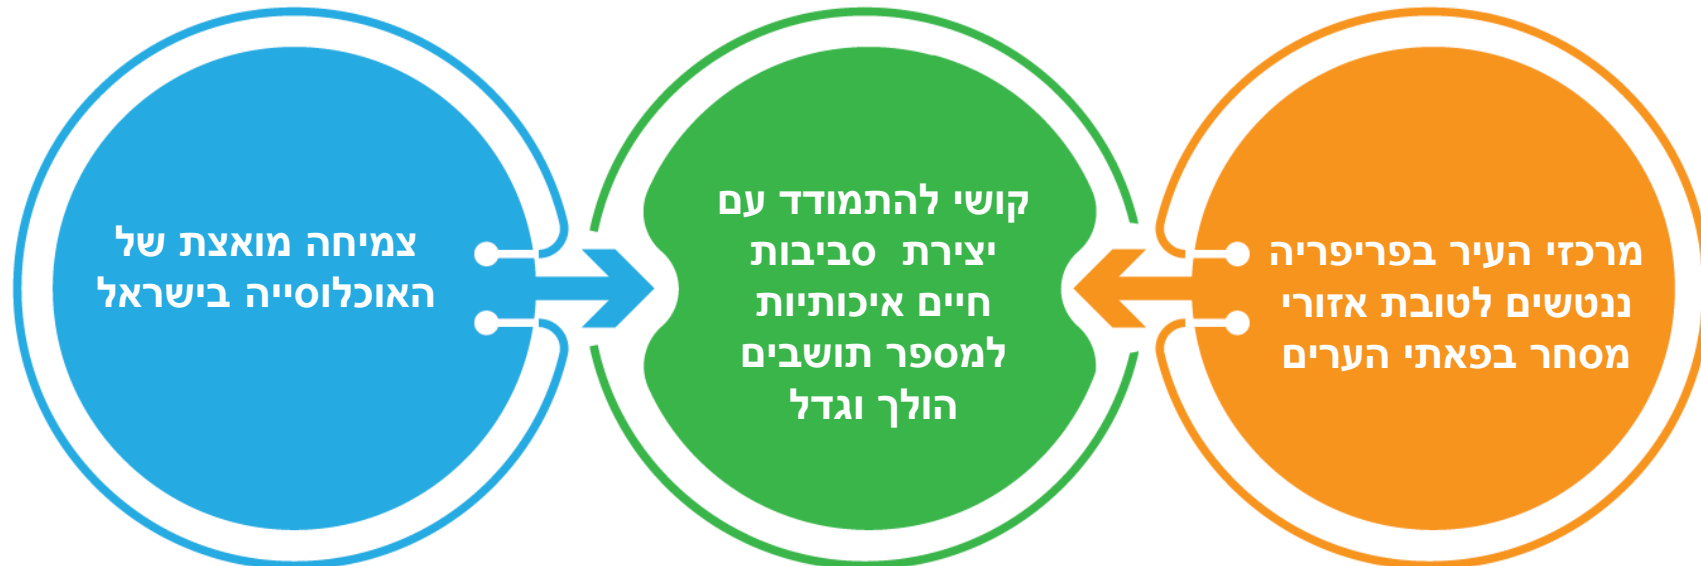 מרכזי העיר בפריפריה
ננטשים לטובת אזורי
מסחר בפאתי הערים
קושי להתמודד עם
יצירת סביבות
חיים איכותיות
למספר תושבים
הולך וגדל
צמיחה מואצת של
האוכלוסייה בישראל